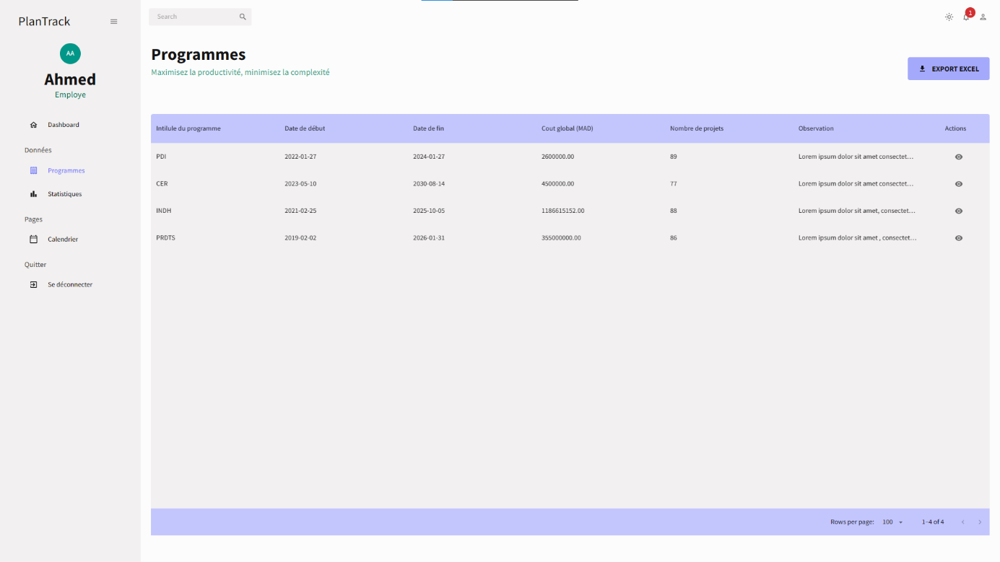 PlanTrack
AA
Ahmed
Employe
Dashboard
Données
Programmes
Statistiques
Pages
Calendrier
Quitter
Se déconnecter
Search
1
Programmes
Maximisez la productivité, minimisez la complexité
EXPORT EXCEL
Intilule du programme Date de début Date de fin Cout global (MAD) Nombre de projets Observation Actions
PDI 2022-01-27 2024-01-27 2600000.00 89 Lorem ipsum dolor sit amet consectet...
CER 2023-05-10 2030-08-14 4500000.00 77 Lorem ipsum dolor sit amet consectet...
INDH 2021-02-25 2025-10-05 1186615152.00 88 Lorem ipsum dolor sit amet, consectet...
PRDTS 2019-02-02 2026-01-31 355000000.00 86 Lorem ipsum dolor sit amet , consectet...
Rows per page: 100 1–4 of 4